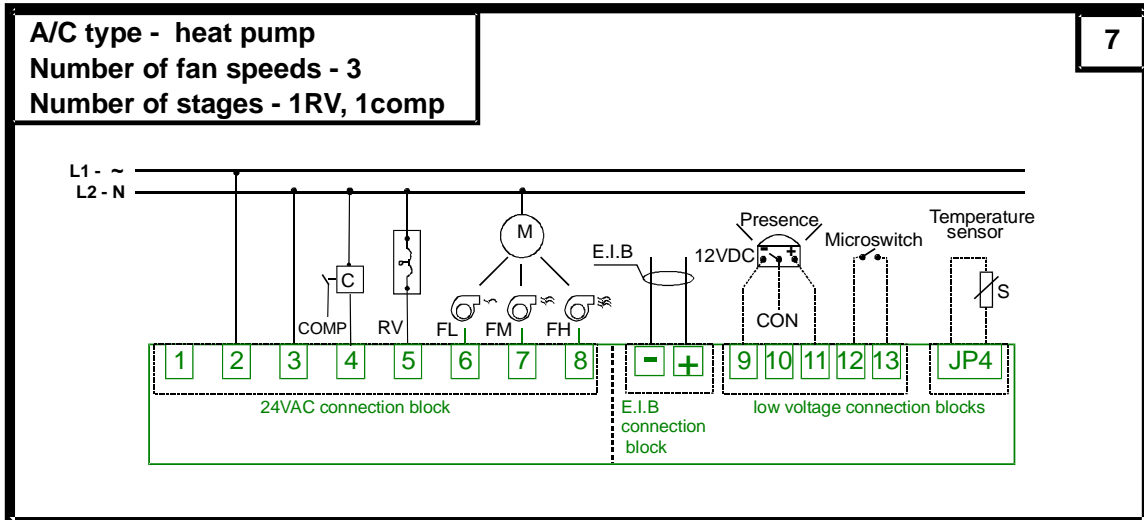 A/C type - heat pump
Number of fan speeds - 3
Number of stages - 1RV, 1comp
7
L1 - ~
L2 - N
M
C
COMP
RV
FL
FM
FH
E.I.B
Presence
12VDC
- +
CON
Microswitch
Temperature
sensor
S
1 2 3 4 5 6 7 8 - + 9 10 11 12 13 JP4
24VAC connection block
E.I.B
connection
block
low voltage connection blocks